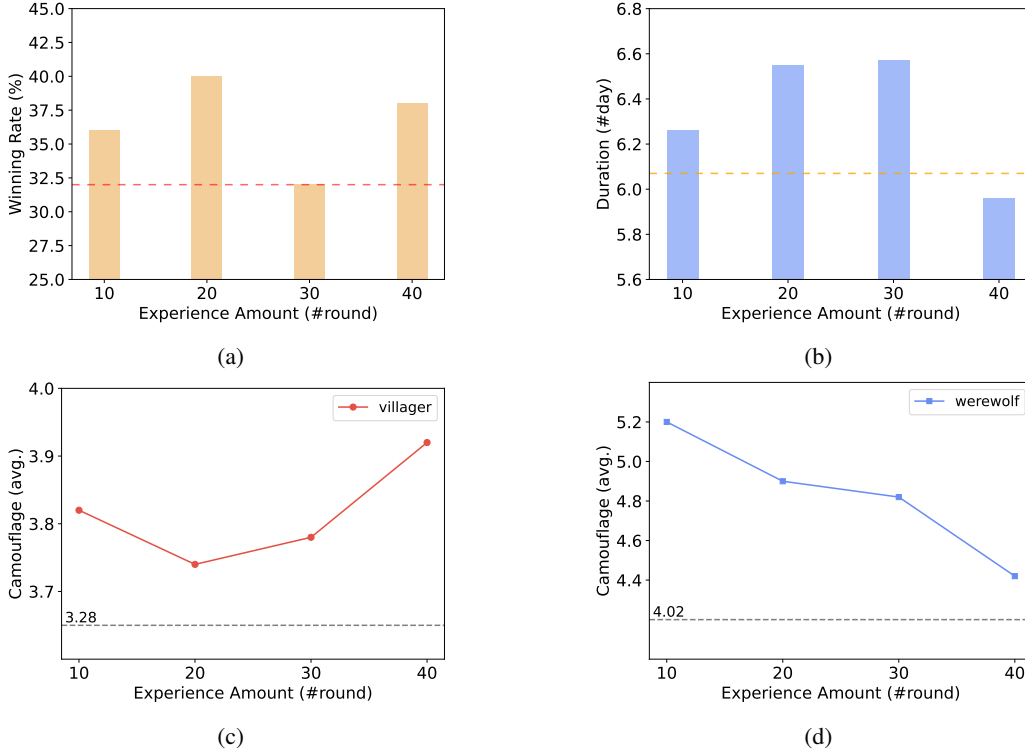 45.0
42.5
40.0
37.5
35.0
32.5
30.0
27.5
25.0
Winning Rate (%)
10 20 30 40
Experience Amount (#round)
(a)
6.8
6.6
6.4
6.2
6.0
5.8
5.6
Duration (#day)
10 20 30 40
Experience Amount (#round)
(b)
4.0
3.9
3.8
3.7
Camouflage (avg.)
villager
3.28
10 20 30 40
Experience Amount (#round)
(c)
5.2
5.0
4.8
4.6
4.4
Camouflage (avg.)
werewolf
4.02
10 20 30 40
Experience Amount (#round)
(d)